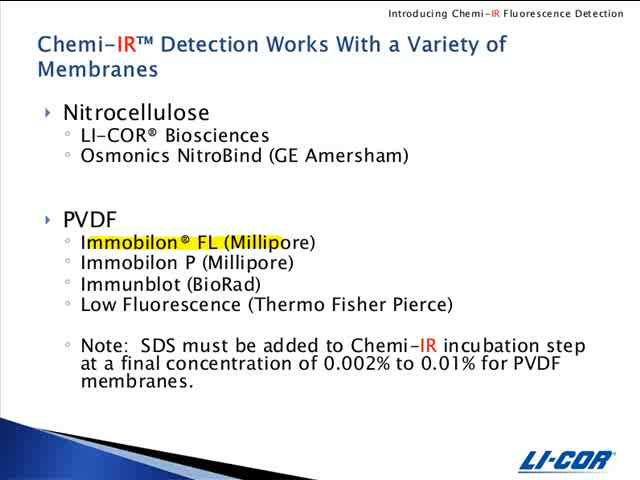 Introducing Chemi-IR Fluorescence Detection
Chemi-IR™ Detection Works With a Variety of
Membranes
Nitrocellulose
LI-COR® Biosciences
Osmonics NitroBind (GE Amersham)
PVDF
Immobilon® FL (Millipore)
Immobilon P (Millipore)
Immunblot (BioRad)
Low Fluorescence (Thermo Fisher Pierce)
Note: SDS must be added to Chemi-IR incubation step
at a final concentration of 0.002% to 0.01% for PVDF
membranes.
LI-COR®